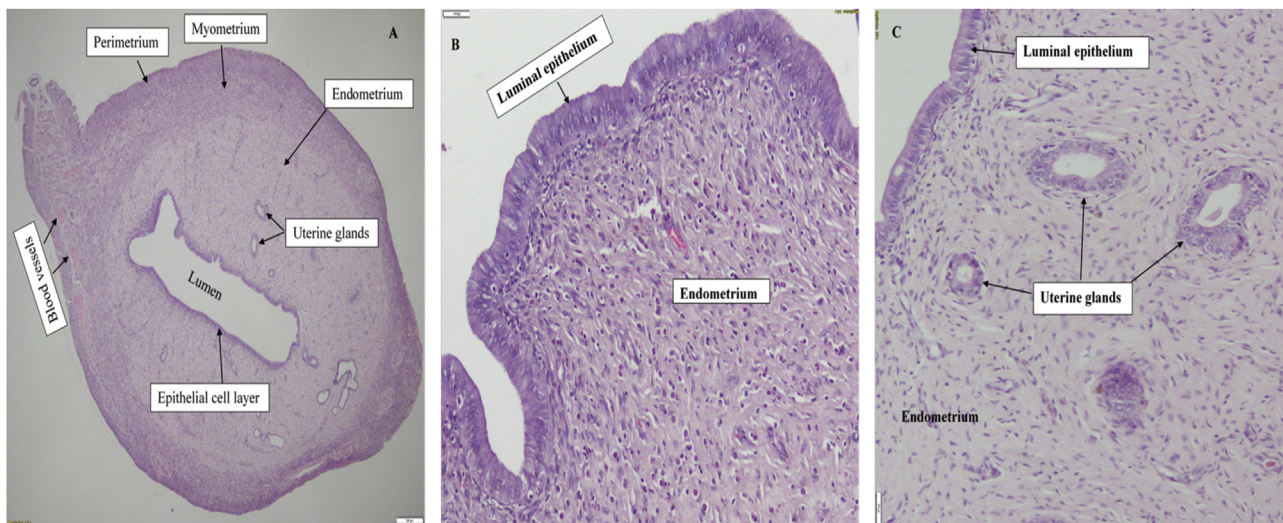 A
Perimetrium
Myometrium
Endometrium
Uterine glands
Blood vessels
Lumen
Epithelial cell layer
B
Luminal epithelium
Endometrium
C
Luminal epithelium
Uterine glands
Endometrium